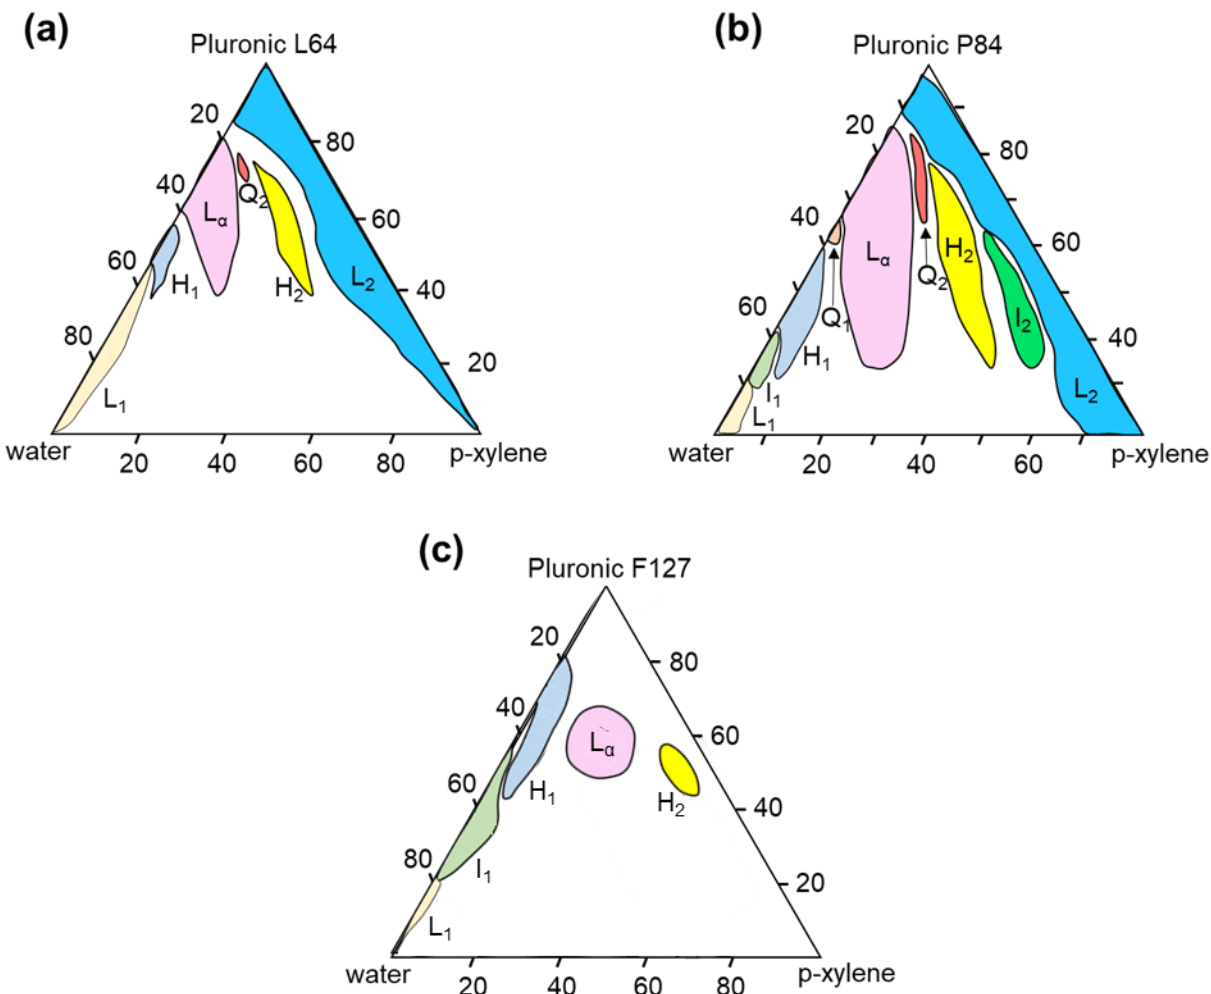 (a)
Pluronic L64
20
80
40
Q₂
Lα
60
60
H₁
H₂
L₂
40
80
20
L₁
water
20
40
60
80
p-xylene
(b)
Pluronic P84
20
80
40
Lα
H₂
60
Q₂
60
Q₁
I₂
H₁
40
I₁
L₂
L₁
water
20
40
60
p-xylene
(c)
Pluronic F127
20
80
40
Lα
60
60
H₁
H₂
40
80
I₁
20
L₁
water
20
40
60
80
p-xylene